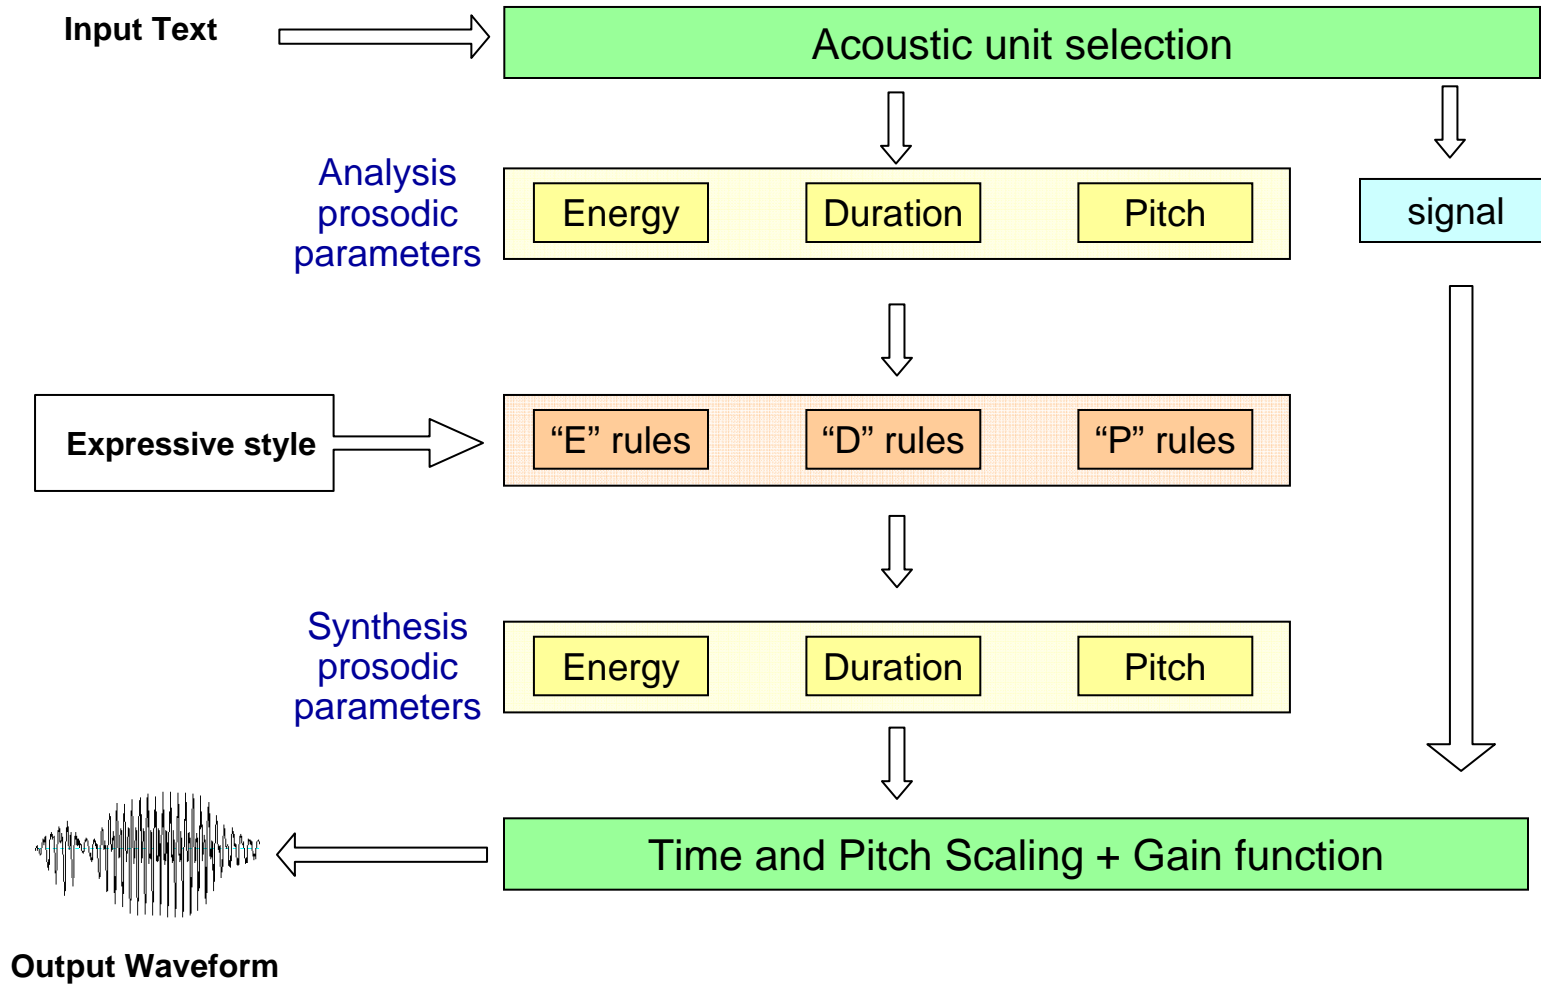 Input Text
Acoustic unit selection
Analysis
prosodic
parameters
Energy
Duration
Pitch
signal
Expressive style
“E” rules
“D” rules
“P” rules
Synthesis
prosodic
parameters
Energy
Duration
Pitch
Time and Pitch Scaling + Gain function
Output Waveform